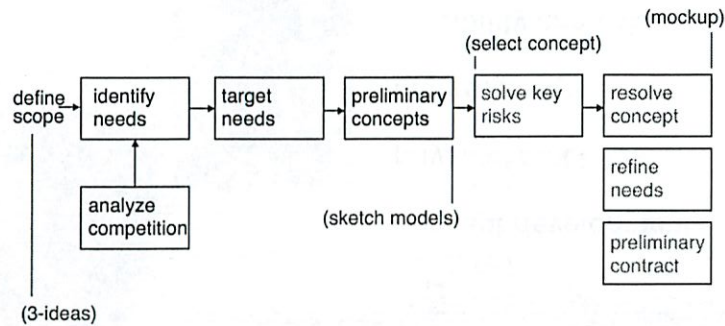 (mockup)
(select concept)
define
scope
identify
needs
target
needs
preliminary
concepts
solve key
risks
resolve
concept
analyze
competition
(sketch models)
refine
needs
preliminary
contract
(3-ideas)